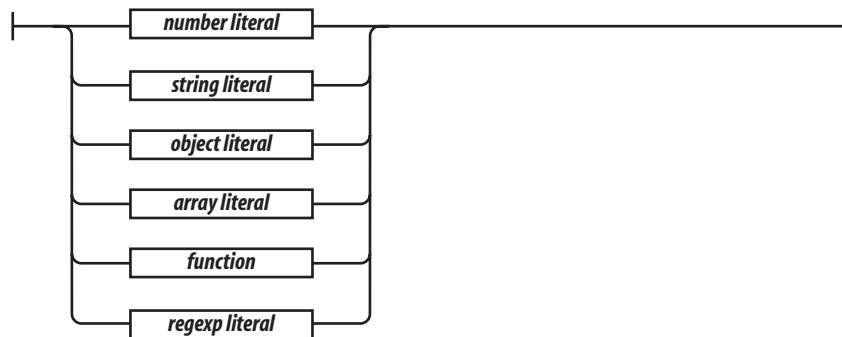 number literal
string literal
object literal
array literal
function
regexp literal